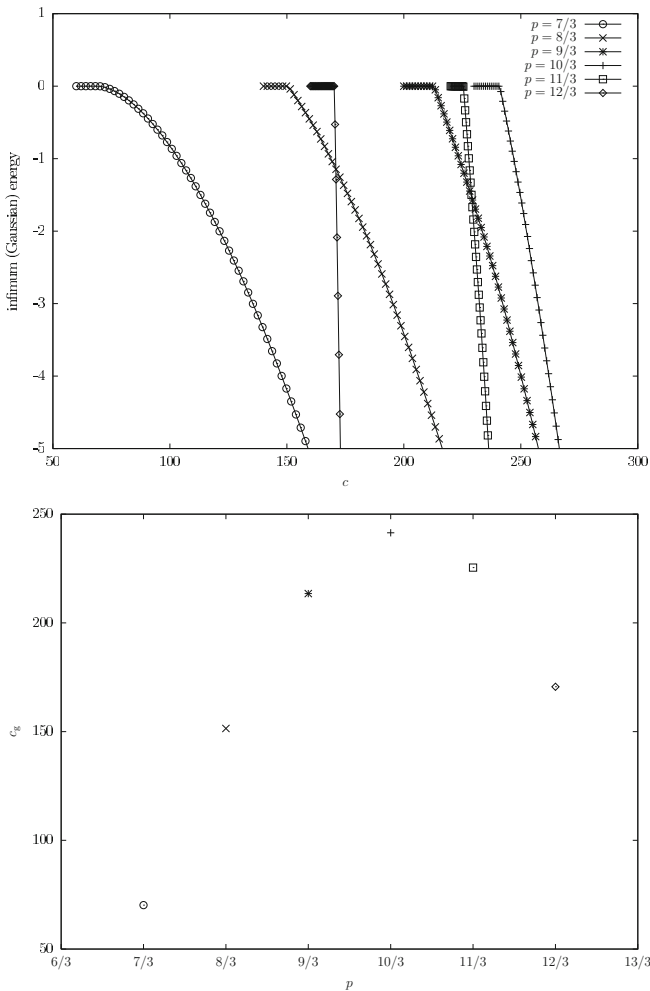 1
0
-1
-2
-3
-4
-5
infimum (Gaussian) energy
50 100 150 200 250 300
c
p = 7/3
p = 8/3
p = 9/3
p = 10/3
p = 11/3
p = 12/3
250
200
150
100
50
c_g
6/3 7/3 8/3 9/3 10/3 11/3 12/3 13/3
p